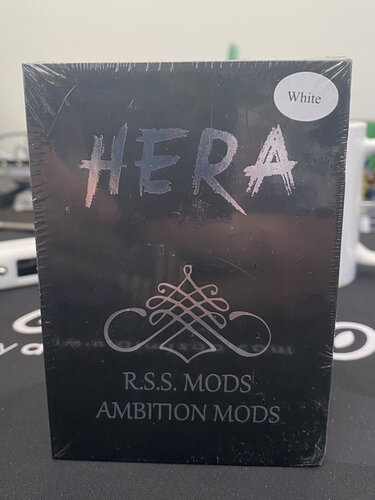 White
HERA
R.S.S. MODS
AMBITION MODS